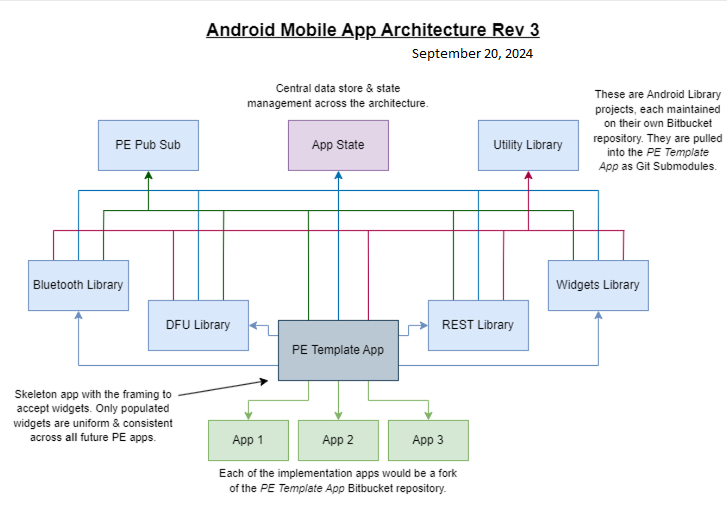 Android Mobile App Architecture Rev 3
September 20, 2024
Central data store & state
management across the architecture.
These are Android Library
projects, each maintained
on their own Bitbucket
repository. They are pulled
into the PE Template
App as Git Submodules.
PE Pub Sub
App State
Utility Library
Bluetooth Library
Widgets Library
DFU Library
REST Library
PE Template App
Skeleton app with the framing to
accept widgets. Only populated
widgets are uniform & consistent
across all future PE apps.
App 1
App 2
App 3
Each of the implementation apps would be a fork
of the PE Template App Bitbucket repository.